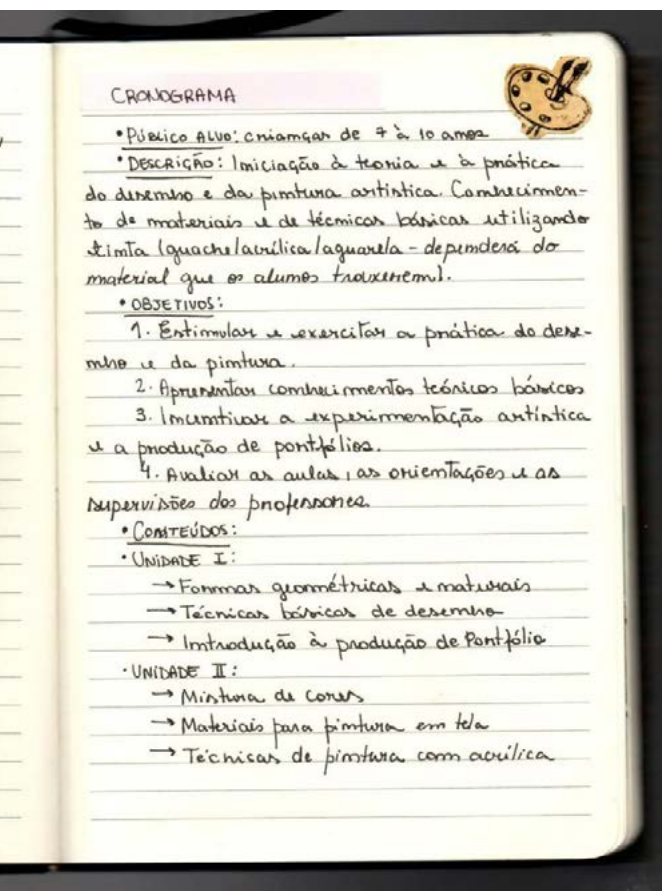 CRONOGRAMA
• PÚBLICO ALVO: crianças de 7 à 10 anos
• DESCRIÇÃO: Iniciação à teoria e à prática
do desenho e da pintura artística. Conhecimen-
to de materiais e de técnicas básicas utilizando
tinta (guache/acrílica/aguarela - dependerá do
material que os alunos trouxerem).
• OBJETIVOS:
1. Estimular e exercitar a prática do dese-
nho e da pintura.
2. Apresentar conhecimentos teóricos básicos
3. Incentivar a experimentação artística
e a produção de portfólios.
4. Avaliar as aulas, as orientações e as
supervisões dos professores.
• CONTEÚDOS:
• UNIDADE I:
→ Formas geométricas e naturais
→ Técnicas básicas de desenho
→ Introdução à produção de Portfólio
• UNIDADE II:
→ Mistura de cores
→ Materiais para pintura em tela
→ Técnicas de pintura com acrílica